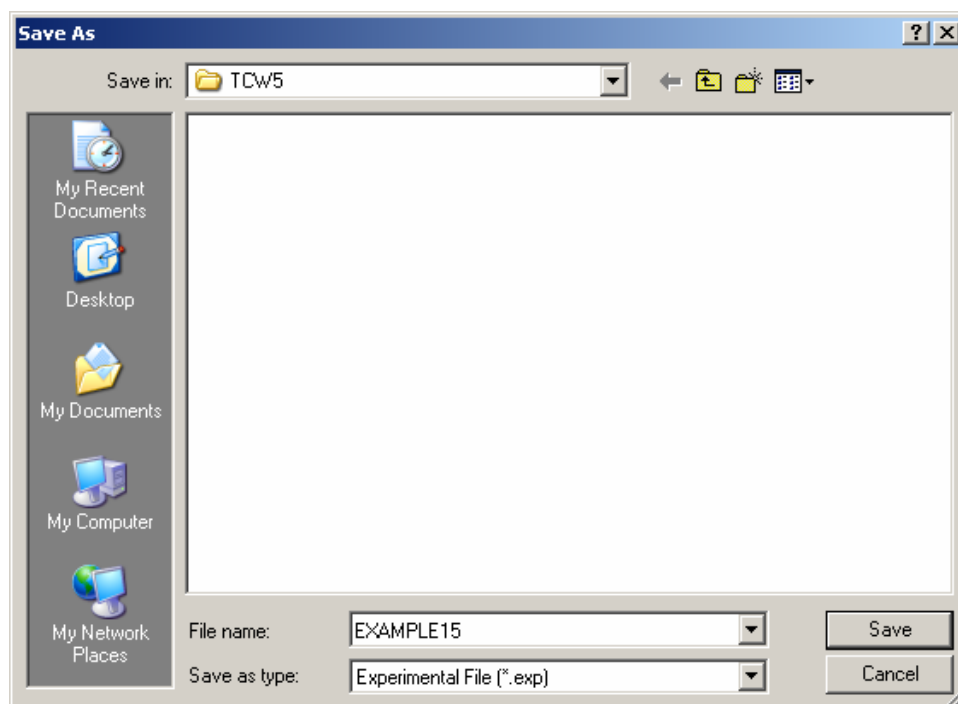 Save As
Save in: TCW5
My Recent
Documents
Desktop
My Documents
My Computer
My Network
Places
File name: EXAMPLE15 Save
Save as type: Experimental File (*.exp) Cancel